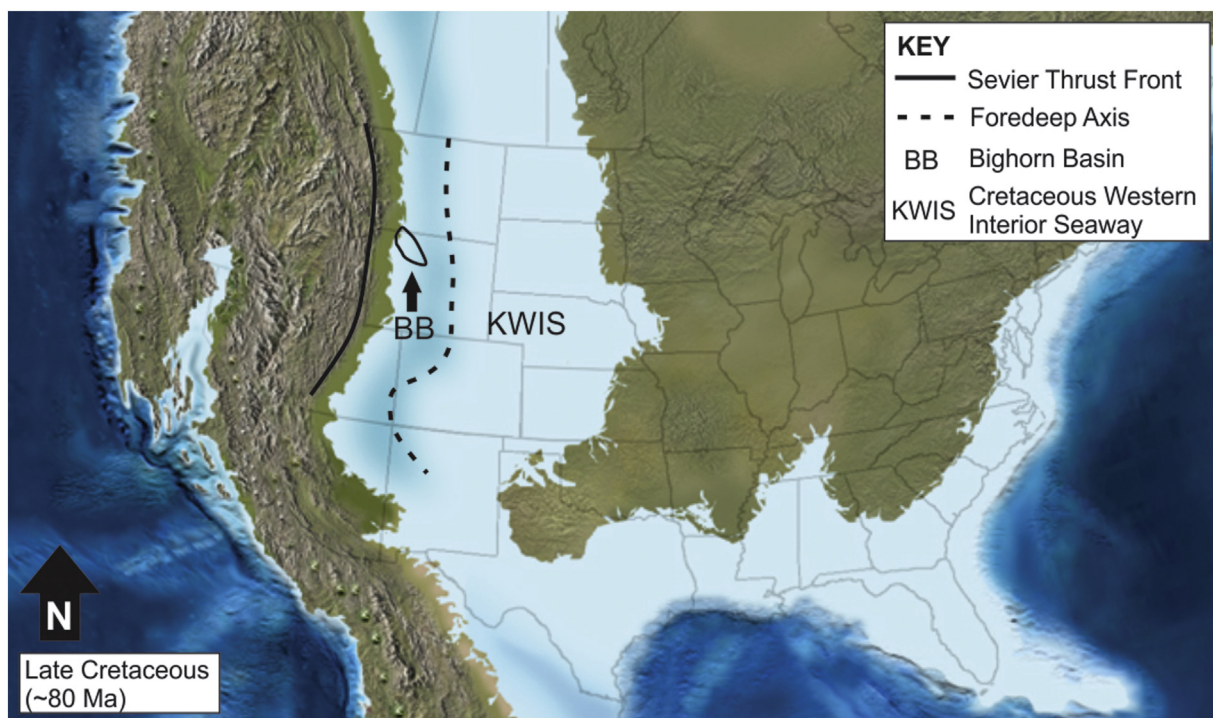 KEY
Sevier Thrust Front
Foredeep Axis
BB Bighorn Basin
KWIS Cretaceous Western
Interior Seaway
BB
KWIS
N
Late Cretaceous
(~80 Ma)